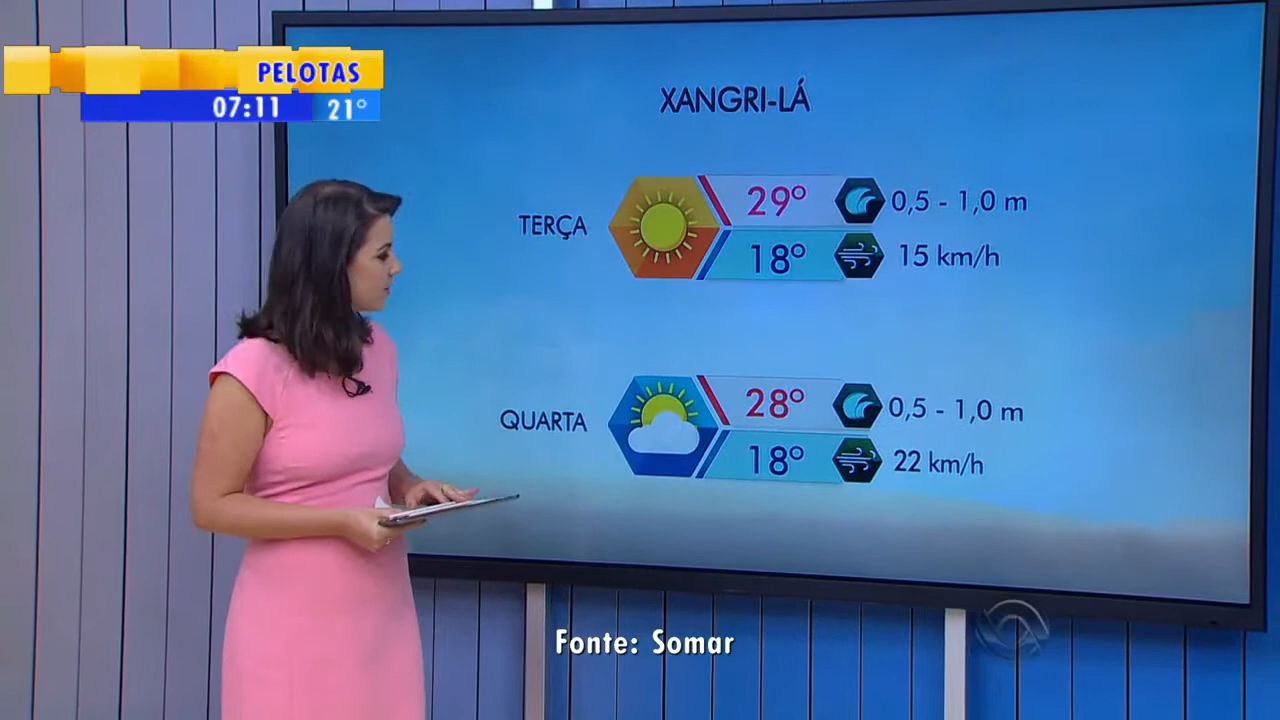 PELOTAS
07:11 21°
XANGRI-LÁ
TERÇA
29° 0,5 - 1,0 m
18° 15 km/h
QUARTA
28° 0,5 - 1,0 m
18° 22 km/h
Fonte: Somar